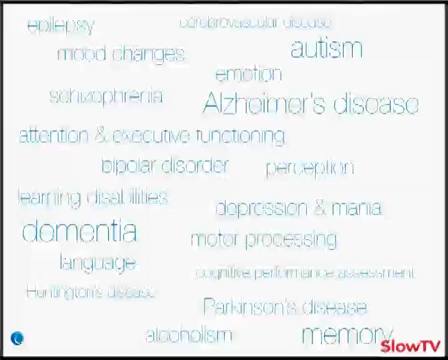 epilepsy
cerebrovascular disease
mood changes
autism
emotion
schizophrenia
Alzheimer's disease
attention & executive functioning
bipolar disorder
perception
learning disabilities
depression & mania
dementia
motor processing
language
cognitive performance assessment
Huntington's disease
Parkinson's disease
alcoholism
memory
SlowTV